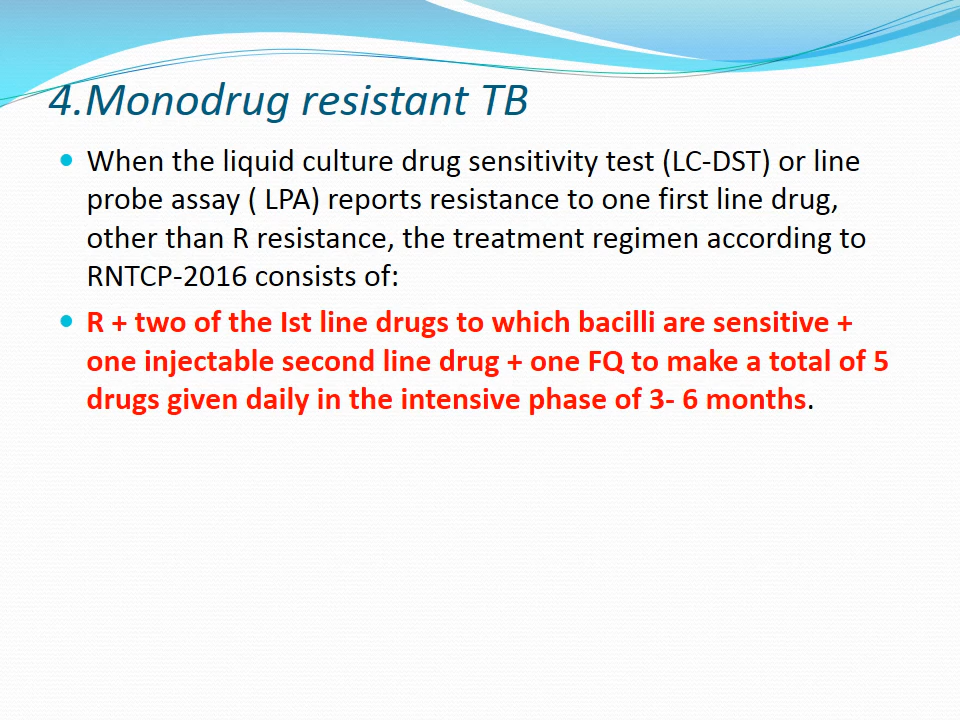 4.Monodrug resistant TB
• When the liquid culture drug sensitivity test (LC-DST) or line
probe assay ( LPA) reports resistance to one first line drug,
other than R resistance, the treatment regimen according to
RNTCP-2016 consists of:
• R + two of the Ist line drugs to which bacilli are sensitive +
one injectable second line drug + one FQ to make a total of 5
drugs given daily in the intensive phase of 3- 6 months.